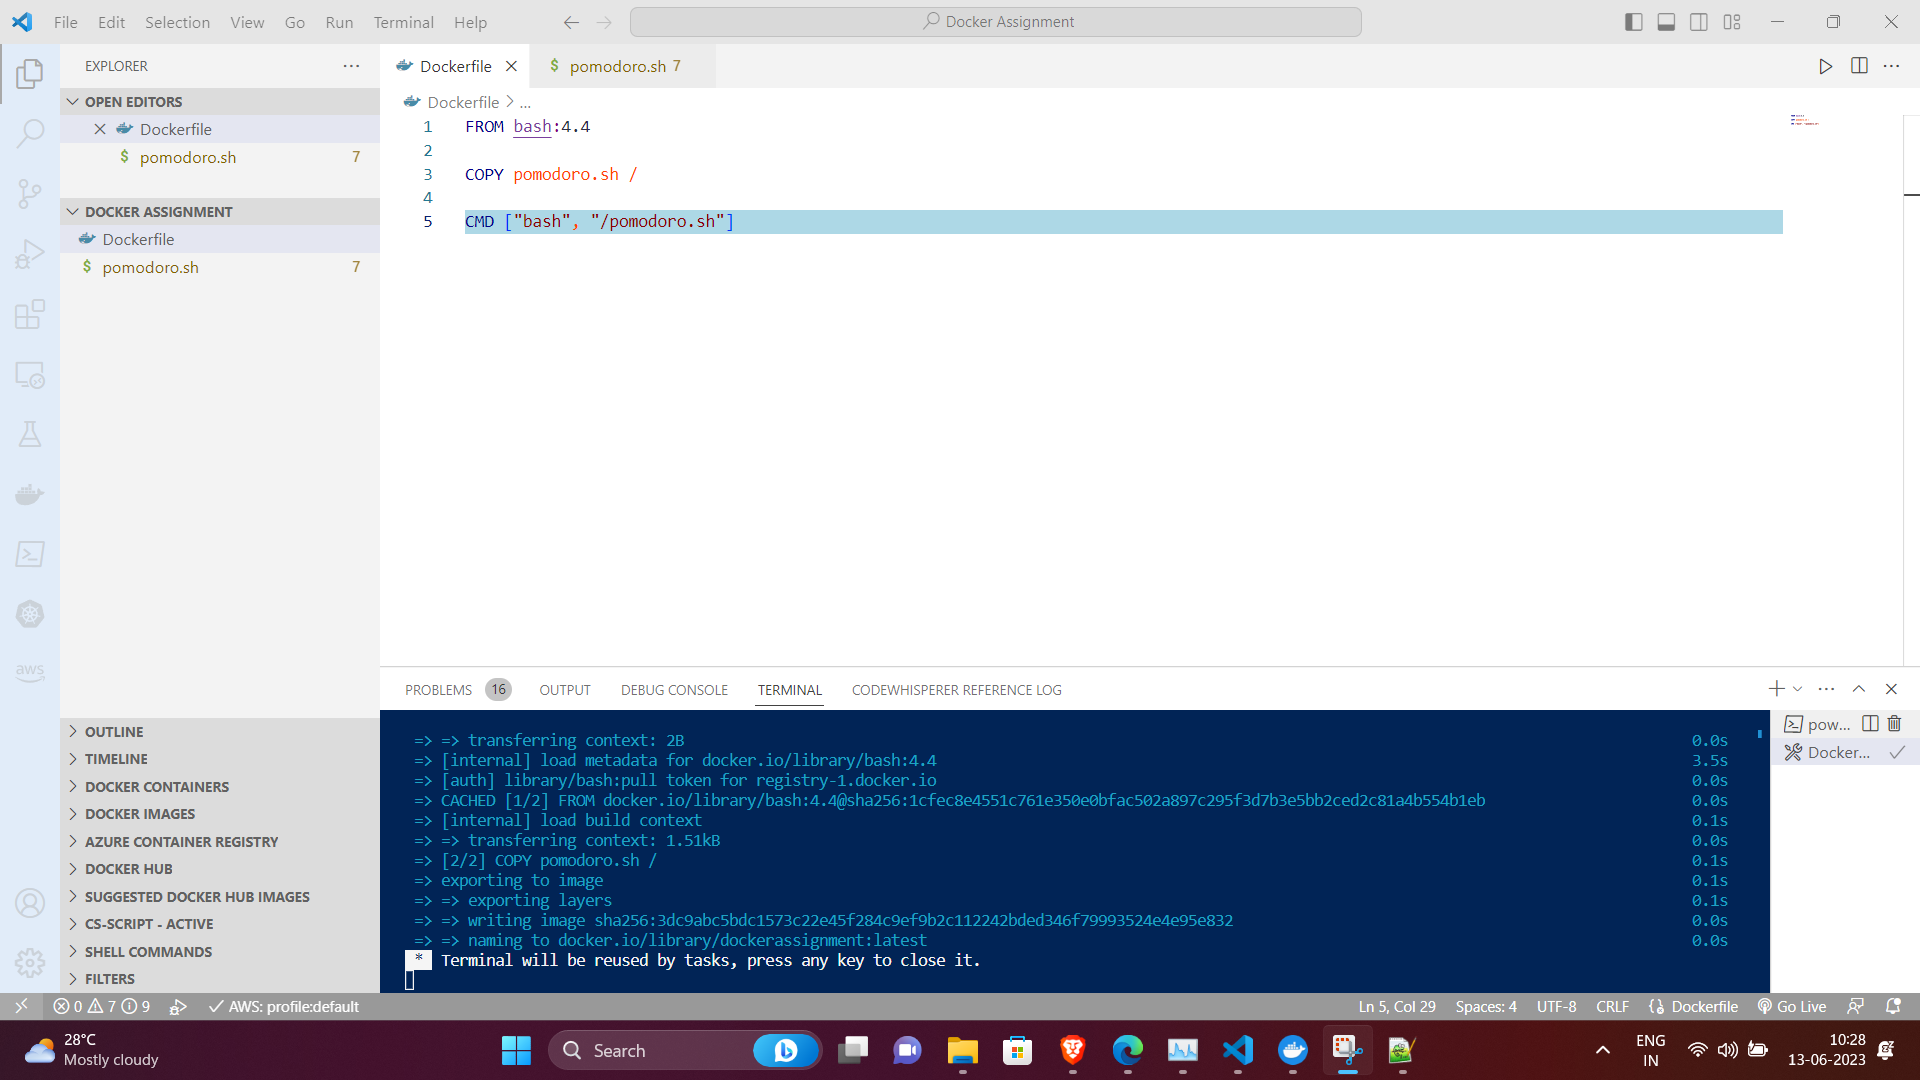 File Edit Selection View Go Run Terminal Help
Docker Assignment
EXPLORER
OPEN EDITORS
Dockerfile
$ pomodoro.sh 7
DOCKER ASSIGNMENT
Dockerfile
$ pomodoro.sh 7
OUTLINE
TIMELINE
DOCKER CONTAINERS
DOCKER IMAGES
AZURE CONTAINER REGISTRY
DOCKER HUB
SUGGESTED DOCKER HUB IMAGES
CS-SCRIPT - ACTIVE
SHELL COMMANDS
FILTERS
aws
Dockerfile
$ pomodoro.sh 7
Dockerfile > ...
1 FROM bash:4.4
2
3 COPY pomodoro.sh /
4
5 CMD ["bash", "/pomodoro.sh"]
PROBLEMS 16 OUTPUT DEBUG CONSOLE TERMINAL CODEWHISPERER REFERENCE LOG
=> => transferring context: 2B 0.0s
=> [internal] load metadata for docker.io/library/bash:4.4 3.5s
=> [auth] library/bash:pull token for registry-1.docker.io 0.0s
=> CACHED [1/2] FROM docker.io/library/bash:4.4@sha256:1cfec8e4551c761e350e0bfac502a897c295f3d7b3e5bb2ced2c81a4b554b1eb 0.0s
=> [internal] load build context 0.1s
=> => transferring context: 1.51kB 0.0s
=> [2/2] COPY pomodoro.sh / 0.1s
=> exporting to image 0.1s
=> => exporting layers 0.1s
=> => writing image sha256:3dc9abc5bdc1573c22e45f284c9ef9b2c112242bded346f79993524e4e95e832 0.0s
=> => naming to docker.io/library/dockerassignment:latest 0.0s
* Terminal will be reused by tasks, press any key to close it.
pow...
Docker...
0 7 9 AWS: profile:default Ln 5, Col 29 Spaces: 4 UTF-8 CRLF Dockerfile Go Live
28°C
Mostly cloudy
Search
ENG
IN
10:28
13-06-2023